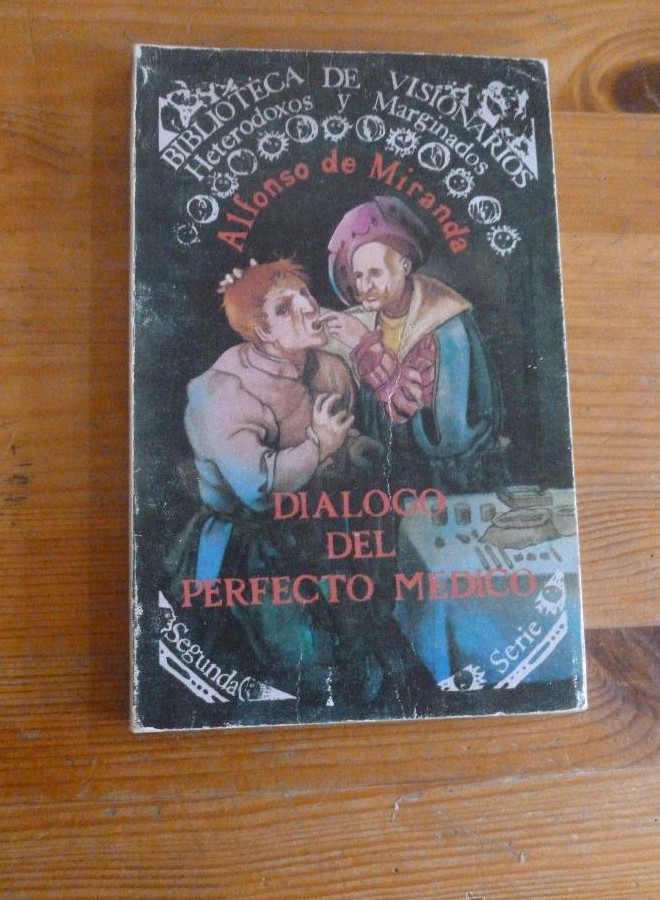 BIBLIOTECA DE VISIONARIOS
Heterodoxos y Marginados
Alfonso de Miranda
DIALOGO
DEL
PERFECTO MEDICO
Segunda
Serie